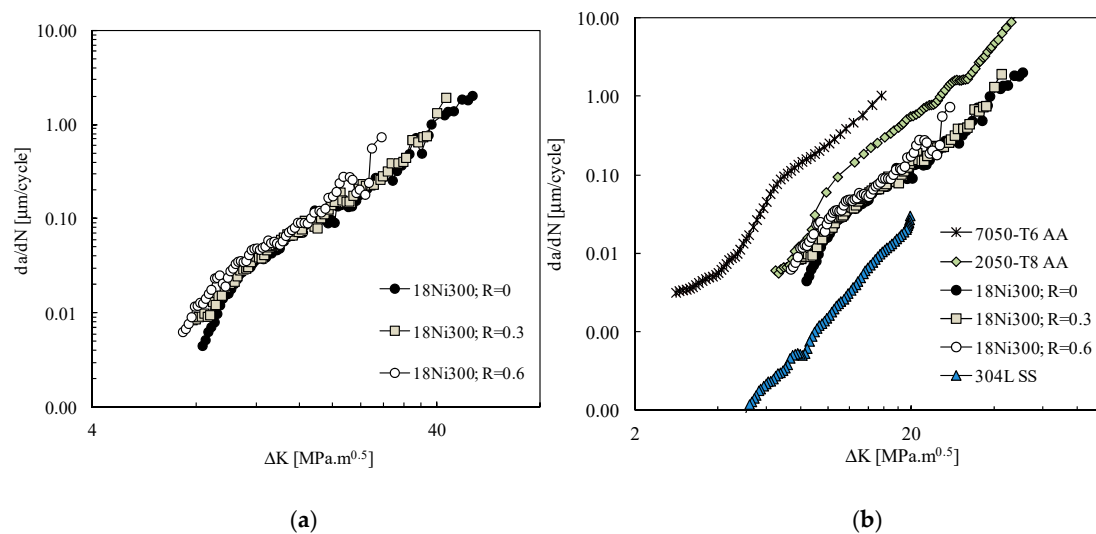 10.00
1.00
0.10
0.01
0.00
da/dN [µm/cycle]
18Ni300; R=0
18Ni300; R=0.3
18Ni300; R=0.6
4
40
ΔK [MPa.m0.5]
(a)
10.00
1.00
0.10
0.01
0.00
0.00
da/dN [µm/cycle]
7050-T6 AA
2050-T8 AA
18Ni300; R=0
18Ni300; R=0.3
18Ni300; R=0.6
304L SS
2
20
ΔK [MPa.m0.5]
(b)